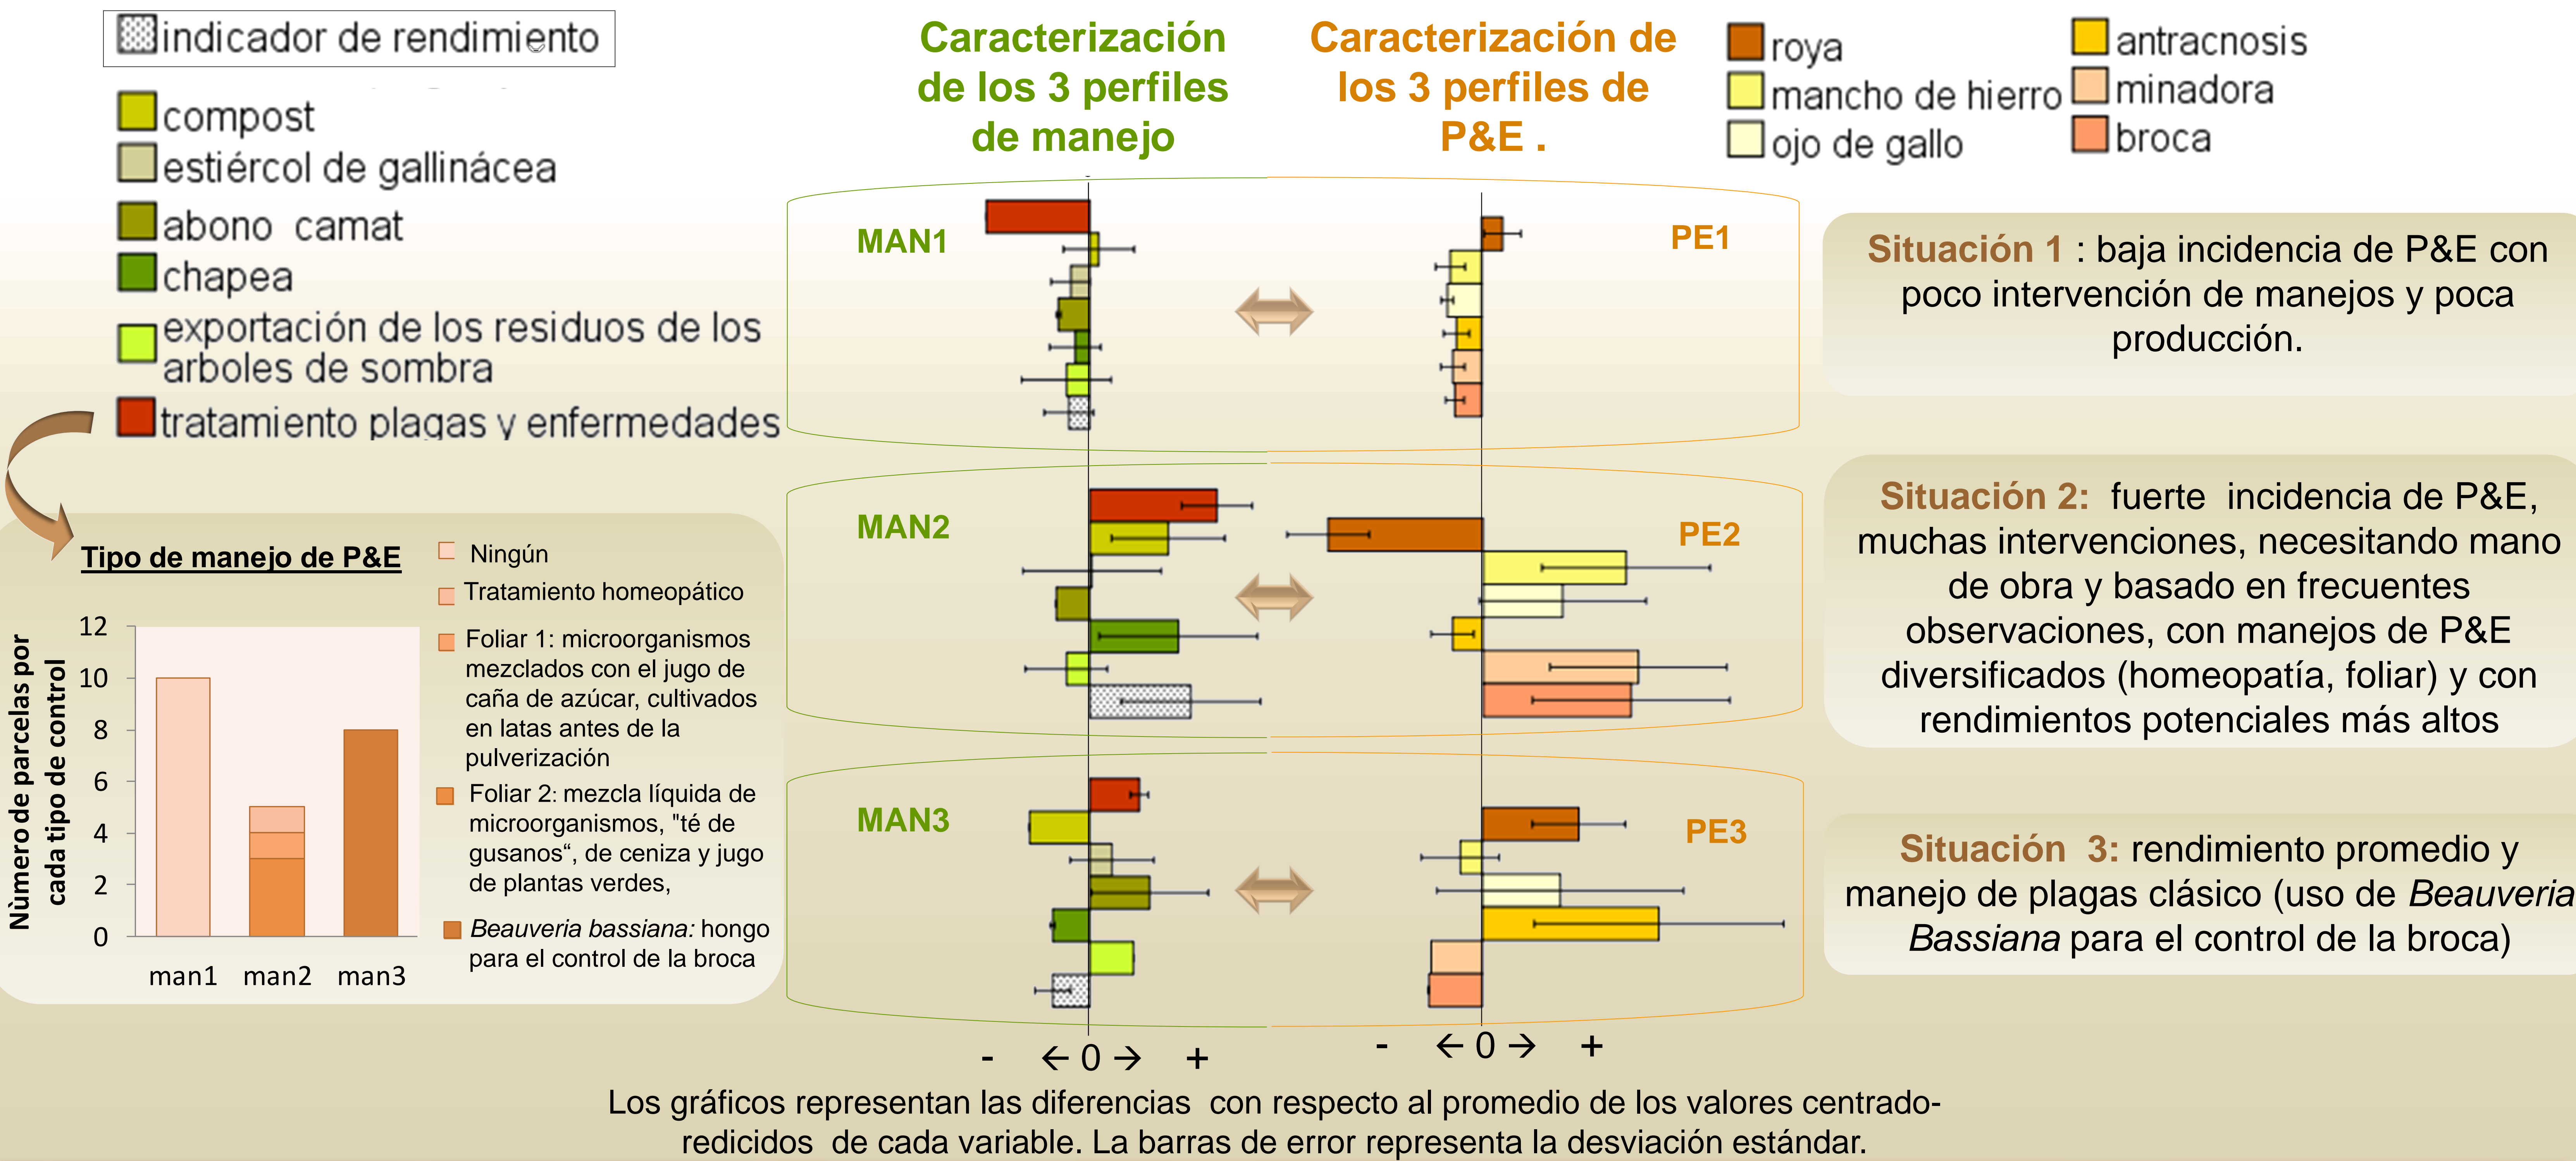 indicador de rendimiento
compost
estiércol de gallinácea
abono camat
chapea
exportación de los residuos de los
arboles de sombra
tratamiento plagas y enfermedades
Caracterización
de los 3 perfiles
de manejo
Caracterización de
los 3 perfiles de
P&E .
roya
mancho de hierro
ojo de gallo
antracnosis
minadora
broca
MAN1
PE1
Situación 1 : baja incidencia de P&E con
poco intervención de manejos y poca
producción.
MAN2
PE2
Situación 2: fuerte incidencia de P&E,
muchas intervenciones, necesitando mano
de obra y basado en frecuentes
observaciones, con manejos de P&E
diversificados (homeopatía, foliar) y con
rendimientos potenciales más altos
MAN3
PE3
Situación 3: rendimiento promedio y
manejo de plagas clásico (uso de Beauveria
Bassiana para el control de la broca)
Tipo de manejo de P&E
Nùmero de parcelas por
cada tipo de control
12
10
8
6
4
2
0
man1 man2 man3
Ningún
Tratamiento homeopático
Foliar 1: microorganismos
mezclados con el jugo de
caña de azúcar, cultivados
en latas antes de la
pulverización
Foliar 2: mezcla líquida de
microorganismos, "té de
gusanos“, de ceniza y jugo
de plantas verdes,
Beauveria bassiana: hongo
para el control de la broca
- ← 0 → +
- ← 0 → +
Los gráficos representan las diferencias con respecto al promedio de los valores centrado-
redicidos de cada variable. La barras de error representa la desviación estándar.